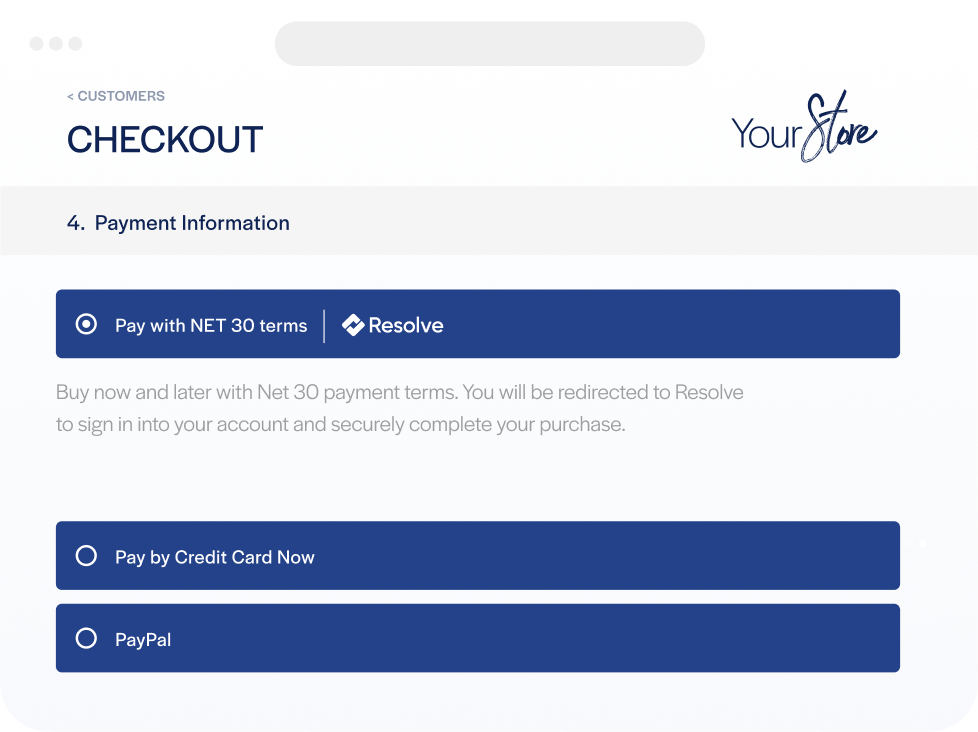 < CUSTOMERS
CHECKOUT
Your Store
4. Payment Information
Pay with NET 30 terms | Resolve
Buy now and later with Net 30 payment terms. You will be redirected to Resolve
to sign in into your account and securely complete your purchase.
Pay by Credit Card Now
PayPal